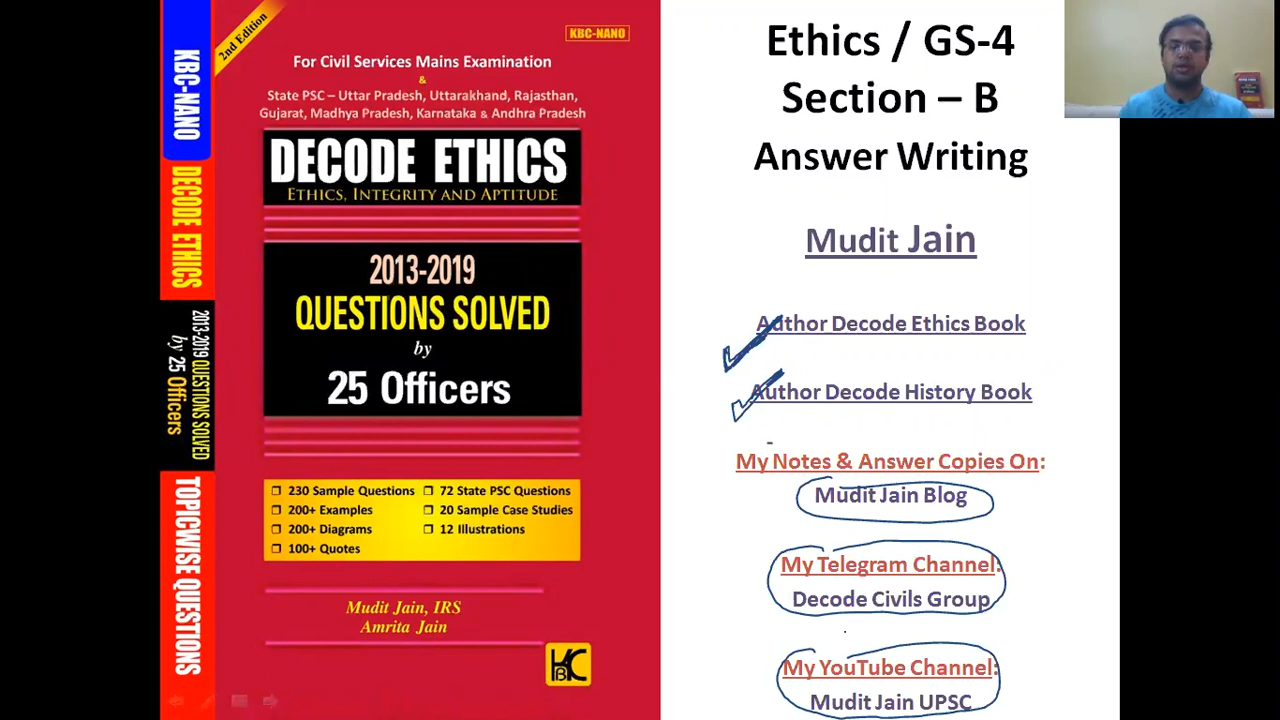 KBC-NANO
DECODE ETHICS
2013-2019 QUESTIONS SOLVED
by 25 Officers
TOPICWISE QUESTIONS
2nd Edition
KBC-NANO
For Civil Services Mains Examination
&
State PSC – Uttar Pradesh, Uttarakhand, Rajasthan,
Gujarat, Madhya Pradesh, Karnataka & Andhra Pradesh
DECODE ETHICS
ETHICS, INTEGRITY AND APTITUDE
2013-2019
QUESTIONS SOLVED
by
25 Officers
230 Sample Questions
200+ Examples
200+ Diagrams
100+ Quotes
72 State PSC Questions
20 Sample Case Studies
12 Illustrations
Mudit Jain, IRS
Amrita Jain
KBC
Ethics / GS-4
Section – B
Answer Writing
Mudit Jain
Author Decode Ethics Book
Author Decode History Book
My Notes & Answer Copies On:
Mudit Jain Blog
My Telegram Channel:
Decode Civils Group
My YouTube Channel:
Mudit Jain UPSC